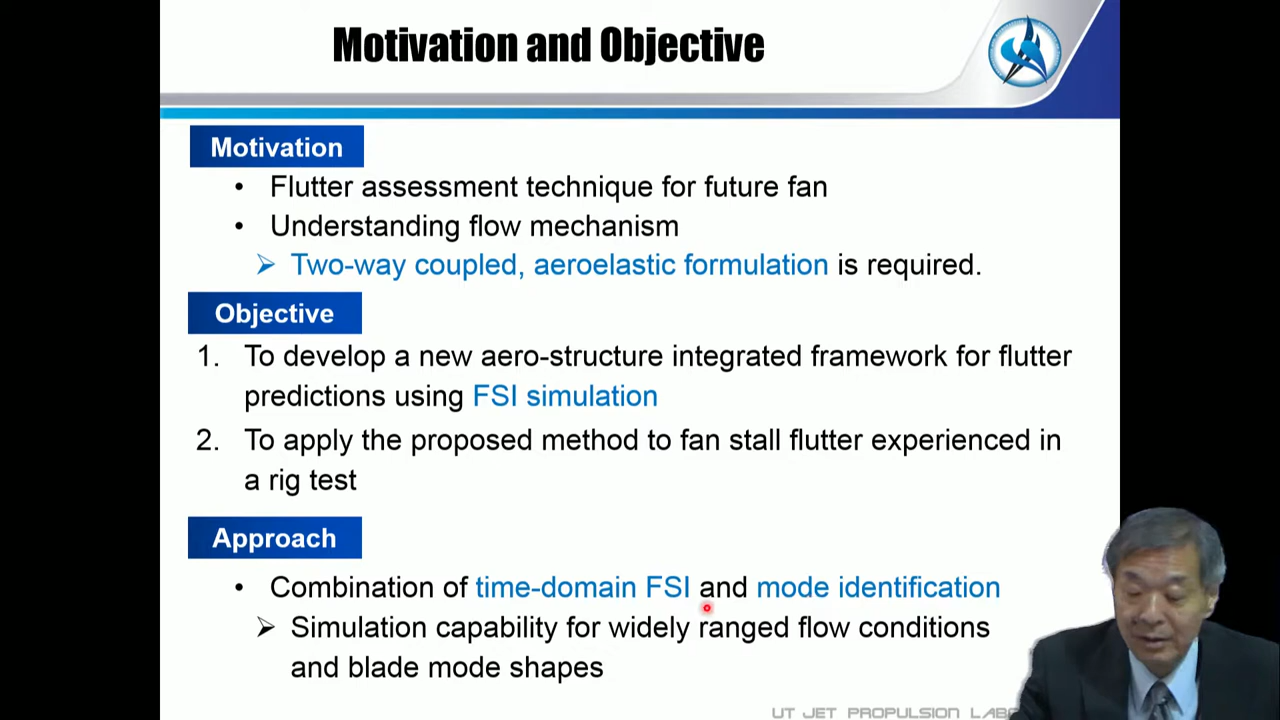 Motivation and Objective
Motivation
• Flutter assessment technique for future fan
• Understanding flow mechanism
➢ Two-way coupled, aeroelastic formulation is required.
Objective
1. To develop a new aero-structure integrated framework for flutter
predictions using FSI simulation
2. To apply the proposed method to fan stall flutter experienced in
a rig test
Approach
• Combination of time-domain FSI and mode identification
➢ Simulation capability for widely ranged flow conditions
and blade mode shapes
UT JET PROPULSION